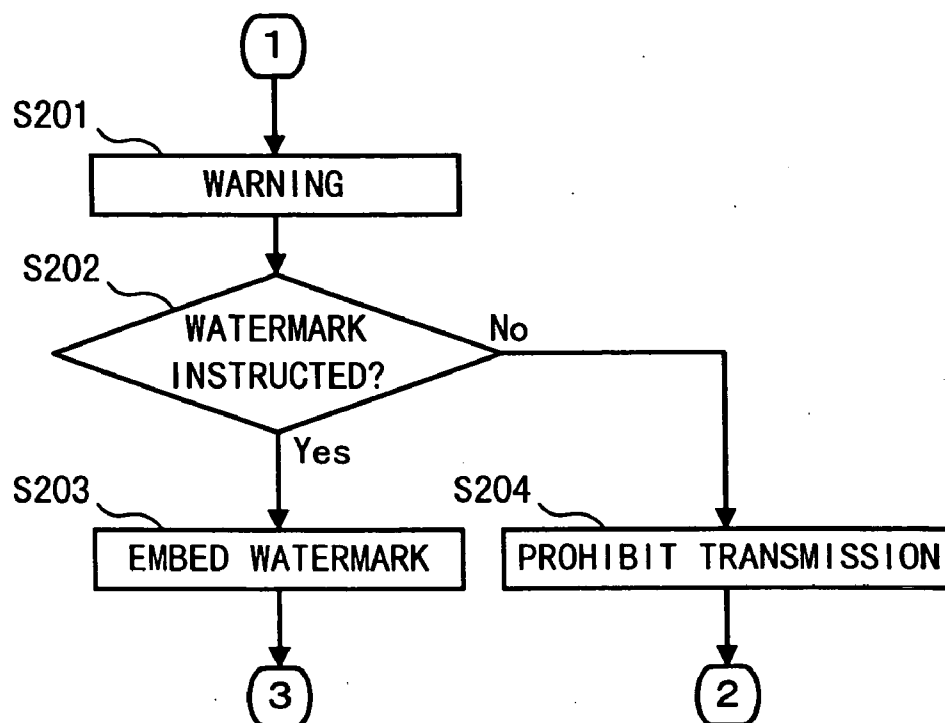 1
S201
WARNING
S202
WATERMARK
INSTRUCTED?
No
Yes
S203
EMBED WATERMARK
S204
PROHIBIT TRANSMISSION
3
2